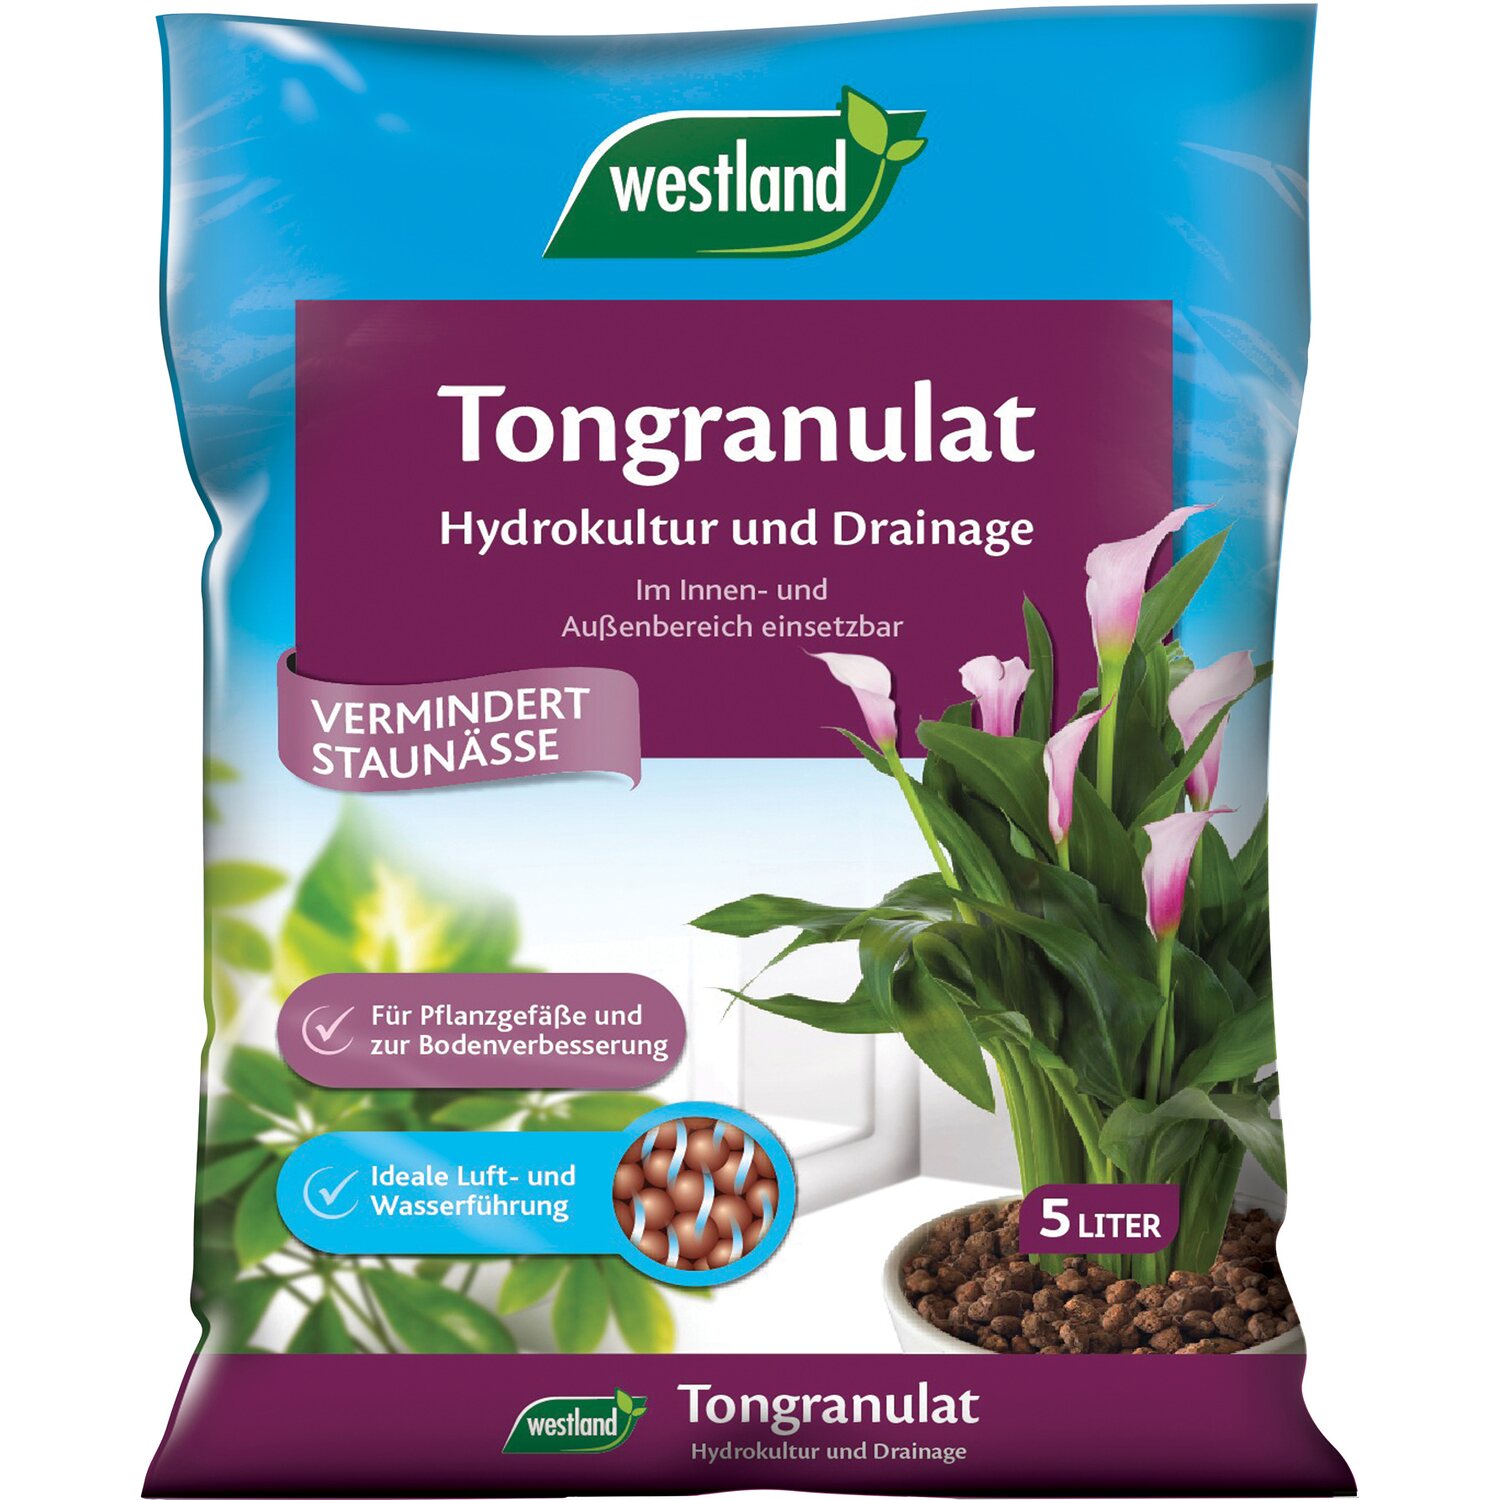 westland
Tongranulat
Hydrokultur und Drainage
Im Innen- und
Außenbereich einsetzbar
VERMINDERT
STAUNÄSSE
Für Pflanzgefäße und
zur Bodenverbesserung
Ideale Luft- und
Wasserführung
5 LITER
westland
Tongranulat
Hydrokultur und Drainage